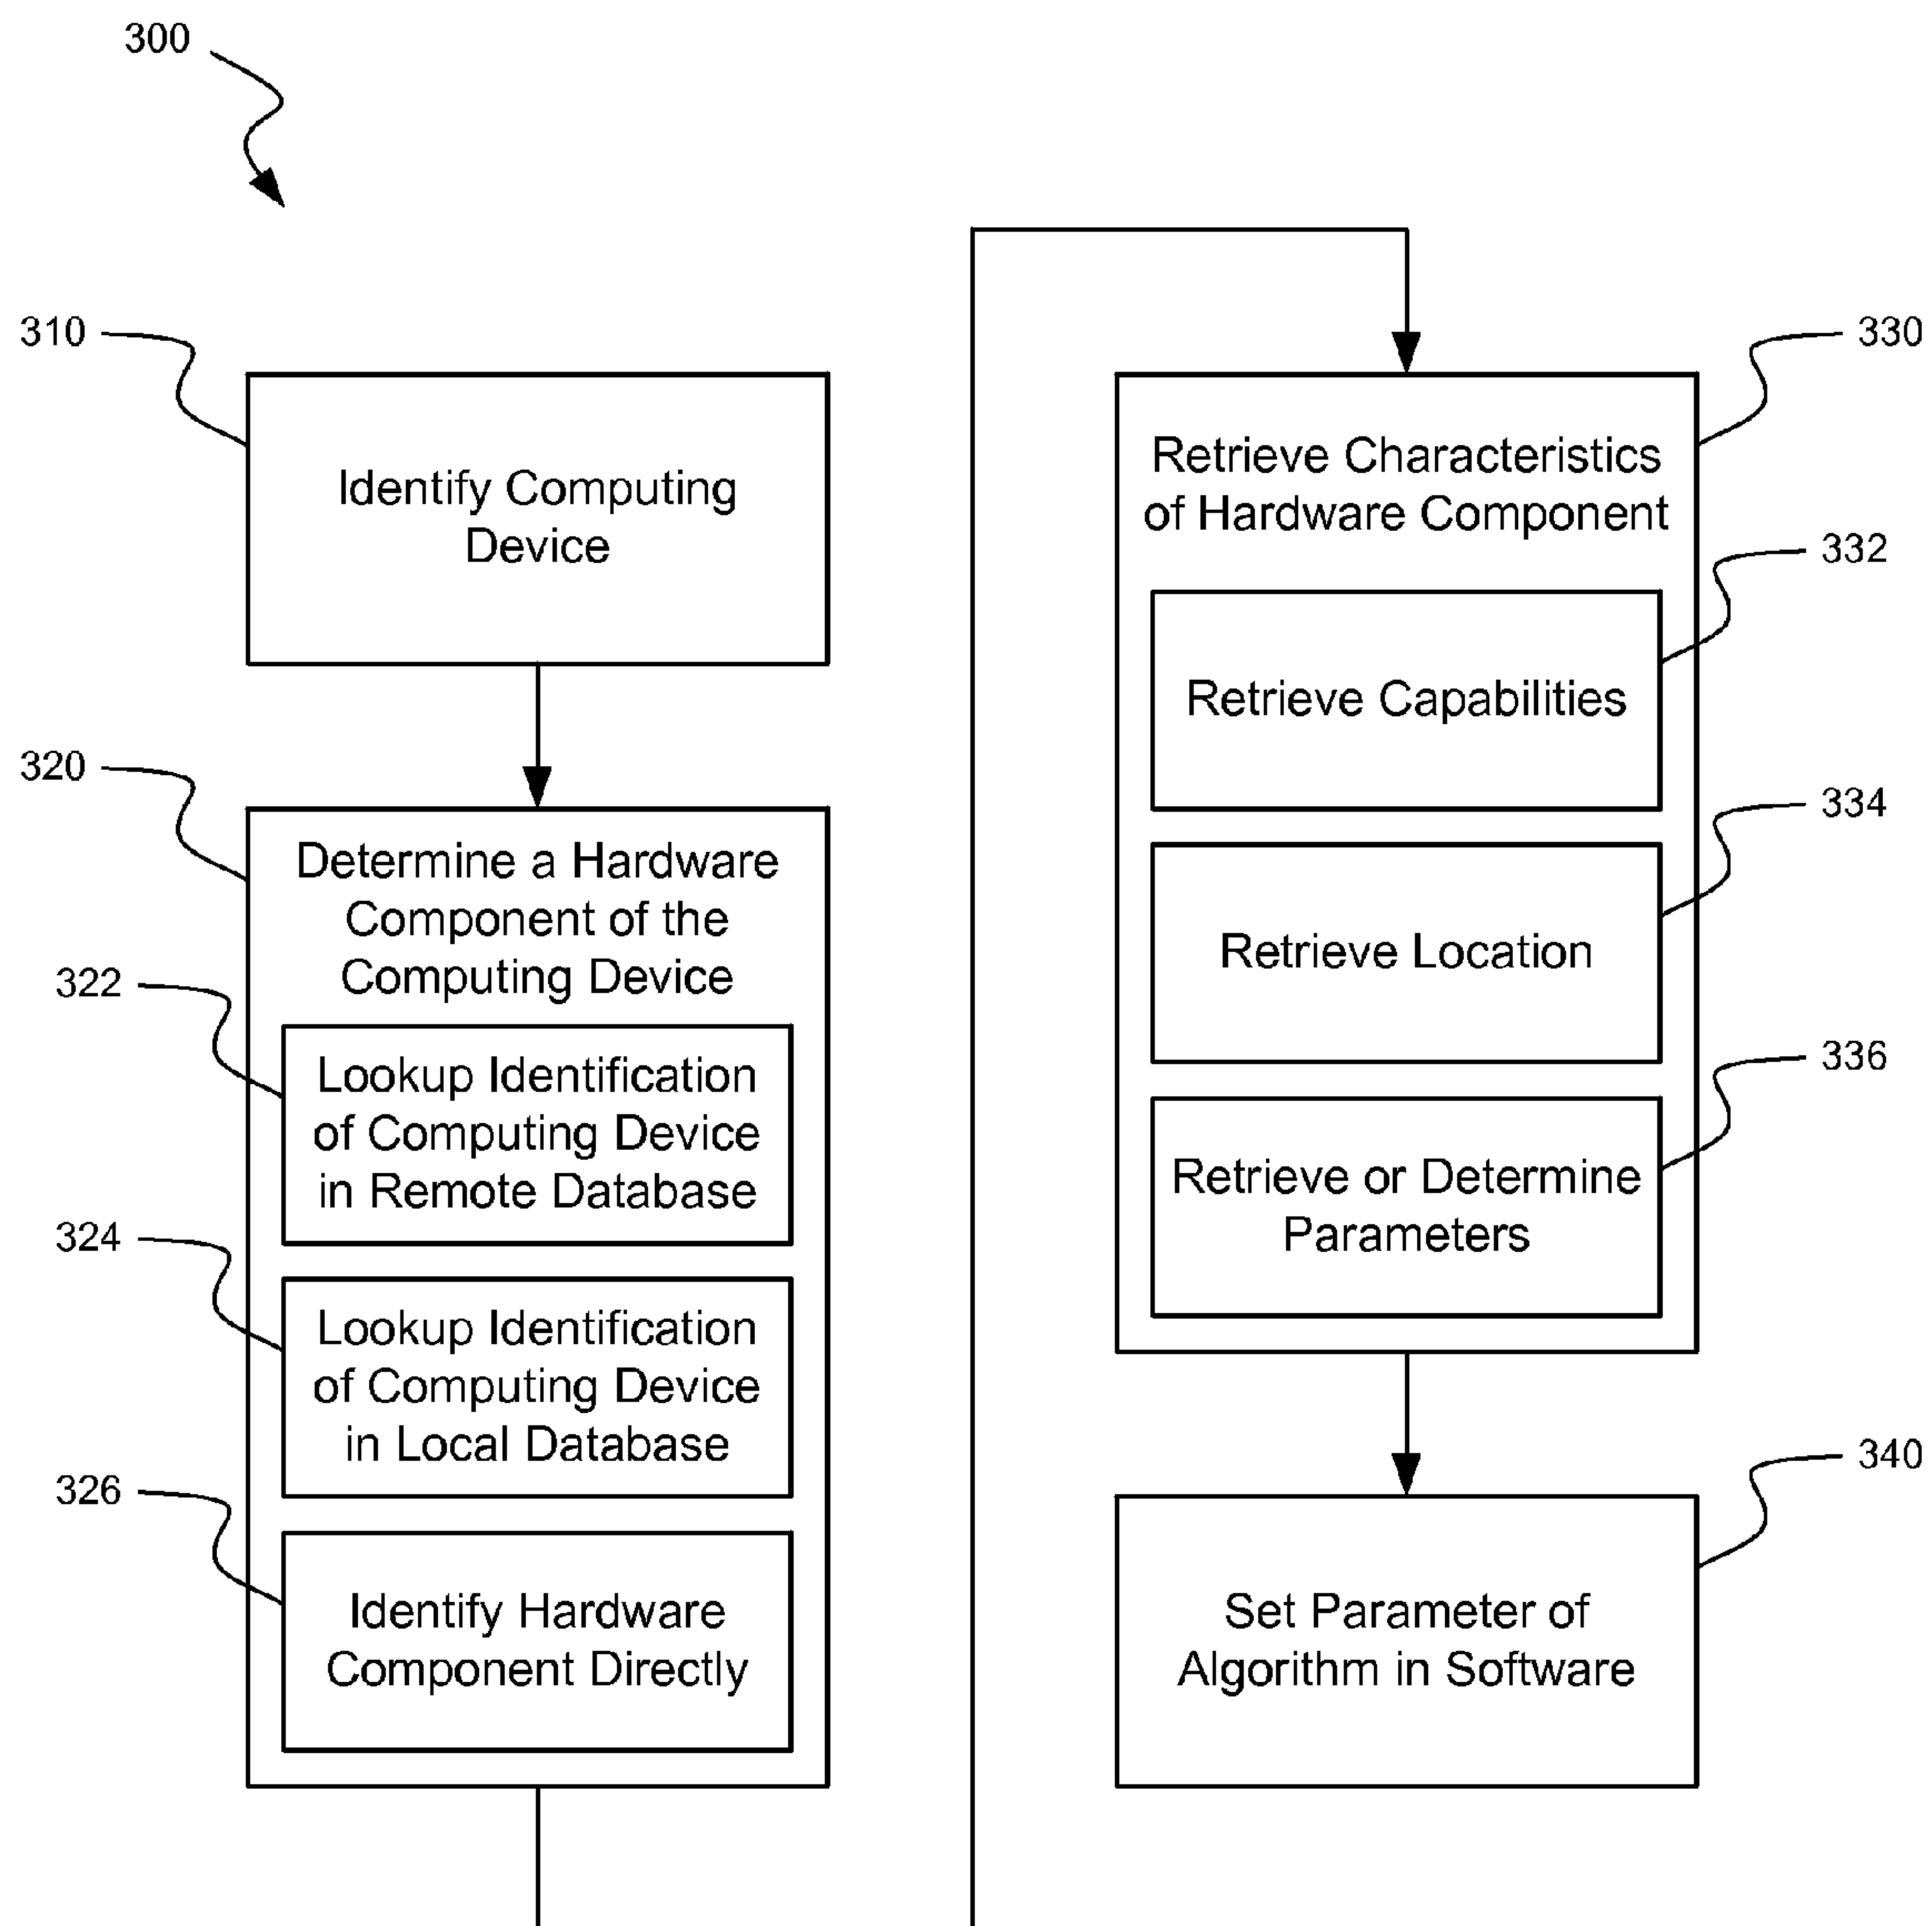 300
310
Identify Computing
Device
320
Determine a Hardware
Component of the
Computing Device
322
Lookup Identification
of Computing Device
in Remote Database
324
Lookup Identification
of Computing Device
in Local Database
326
Identify Hardware
Component Directly
330
Retrieve Characteristics
of Hardware Component
332
Retrieve Capabilities
334
Retrieve Location
336
Retrieve or Determine
Parameters
340
Set Parameter of
Algorithm in Software